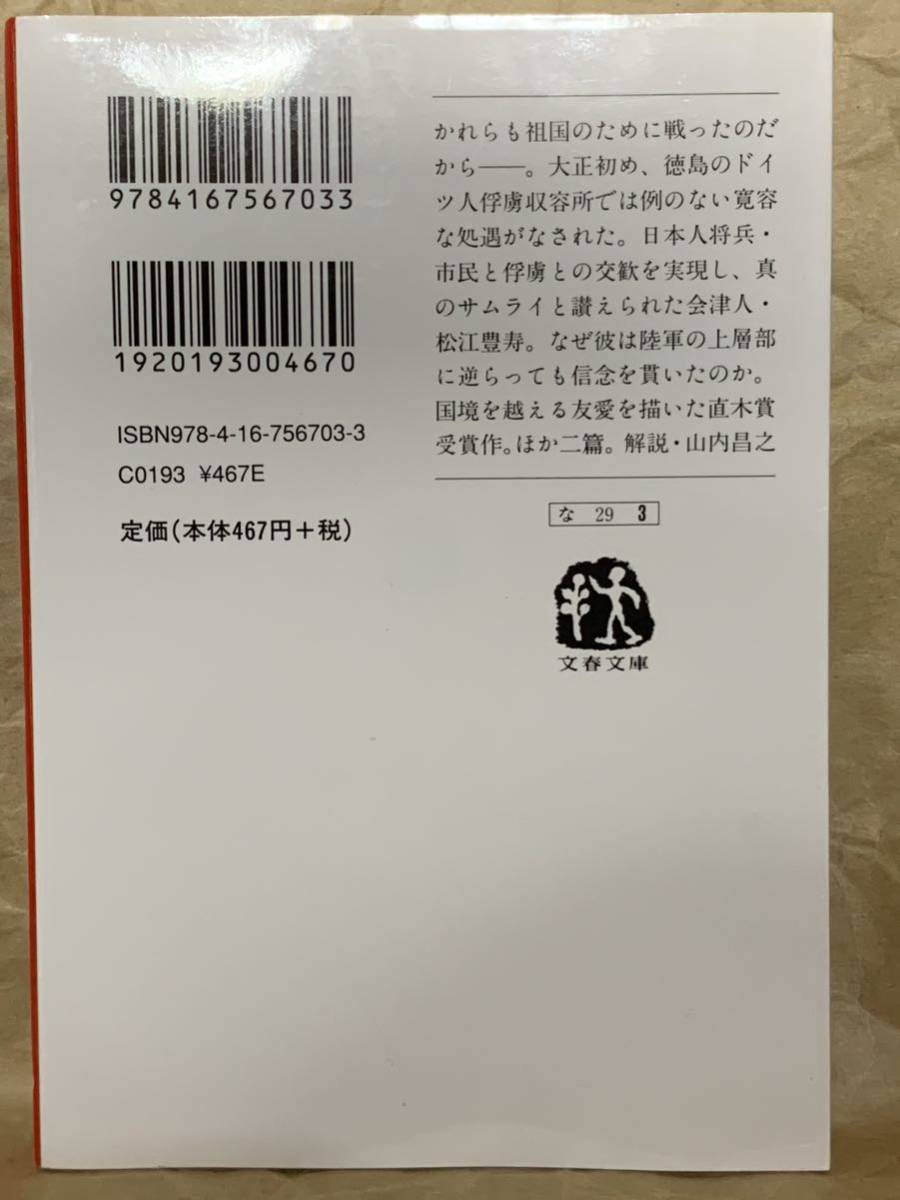 9784167567033
1920193004670
ISBN978-4-16-756703-3
C0193 ¥467E
定価(本体467円+税)
かれらも祖国のために戦ったのだ
から――。大正初め、徳島のドイ
ツ人俘虜収容所では例のない寛容
な処遇がなされた。日本人将兵・
市民と俘虜との交歓を実現し、真
のサムライと讃えられた会津人・
松江豊寿。なぜ彼は陸軍の上層部
に逆らっても信念を貫いたのか。
国境を越える友愛を描いた直木賞
受賞作。ほか二篇。解説・山内昌之
な 29 3
文春文庫